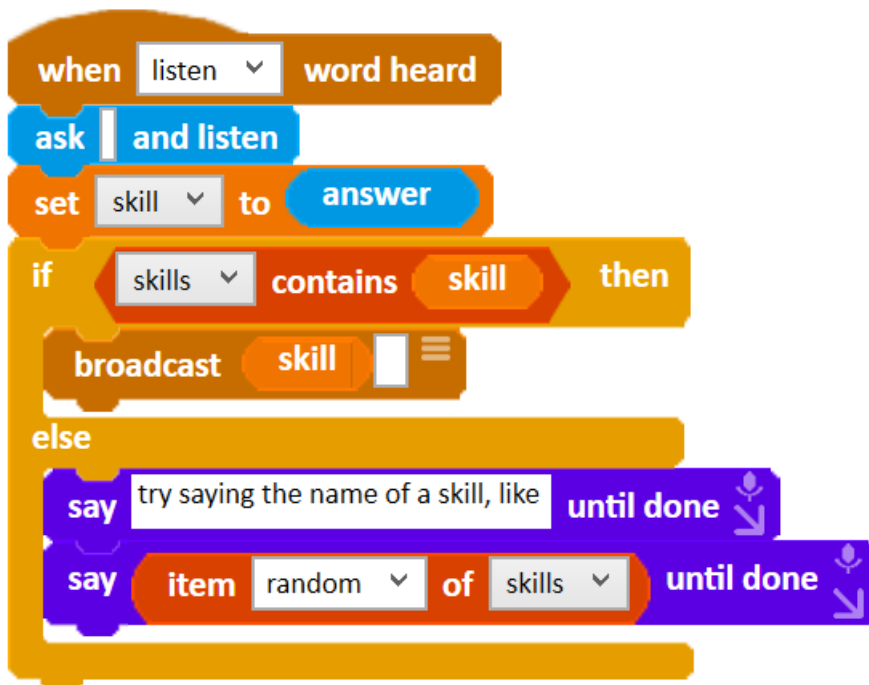 when listen word heard
ask and listen
set skill to answer
if skills contains skill then
broadcast skill
else
say try saying the name of a skill, like until done
say item random of skills until done